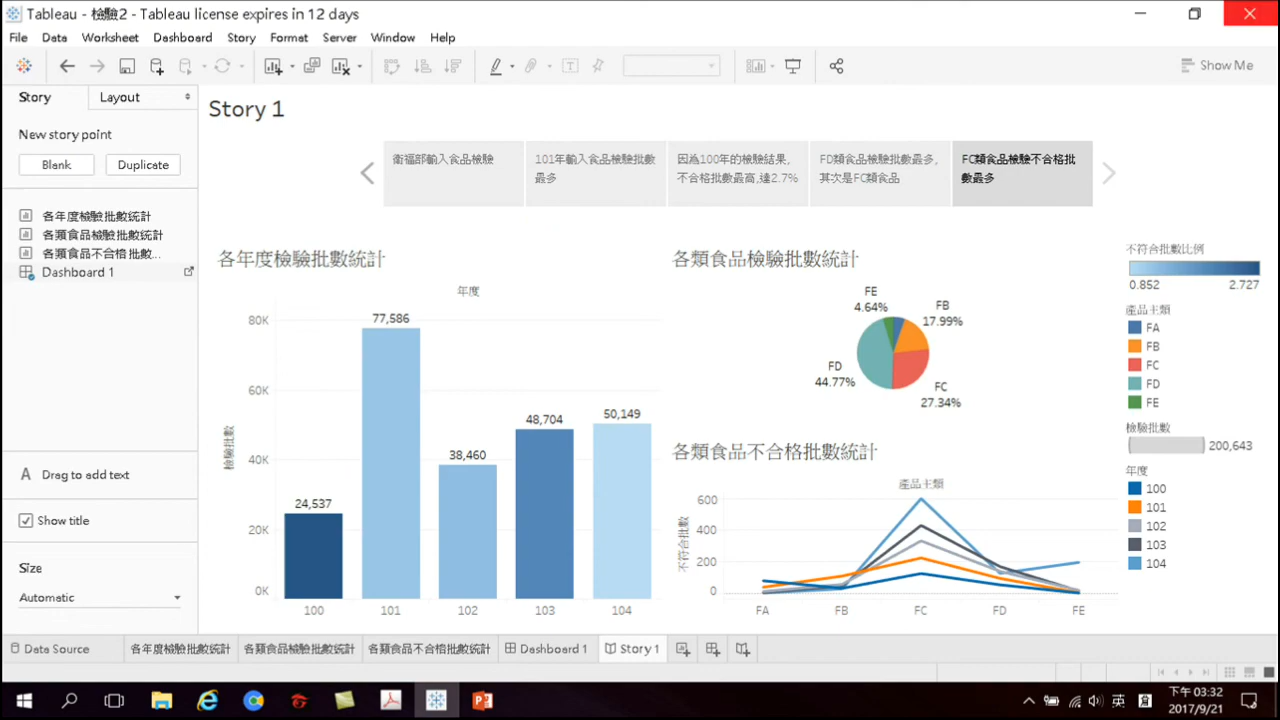 Tableau - 檢驗2 - Tableau license expires in 12 days
File Data Worksheet Dashboard Story Format Server Window Help
Show Me
Story Layout
New story point
Blank Duplicate
各年度檢驗批數統計
各類食品檢驗批數統計
各類食品不合格批數...
Dashboard 1
A Drag to add text
Show title
Size
Automatic
Story 1
衛福部輸入食品檢驗
101年輸入食品檢驗批數
最多
因為100年的檢驗結果,
不合格批數最高,達2.7%
FD類食品檢驗批數最多,
其次是FC類食品
FC類食品檢驗不合格批
數最多
各年度檢驗批數統計
年度
檢驗批數
80K
60K
40K
20K
0K
24,537
77,586
38,460
48,704
50,149
100 101 102 103 104
各類食品檢驗批數統計
FE
4.64%
FB
17.99%
FD
44.77%
FC
27.34%
各類食品不合格批數統計
產品主類
不符合批數
600
400
200
0
FA FB FC FD FE
不符合批數比例
0.852 2.727
產品主類
FA
FB
FC
FD
FE
檢驗批數
200,643
年度
100
101
102
103
104
Data Source 各年度檢驗批數統計 各類食品檢驗批數統計 各類食品不合格批數統計 Dashboard 1 Story 1
英
下午 03:32
2017/9/21